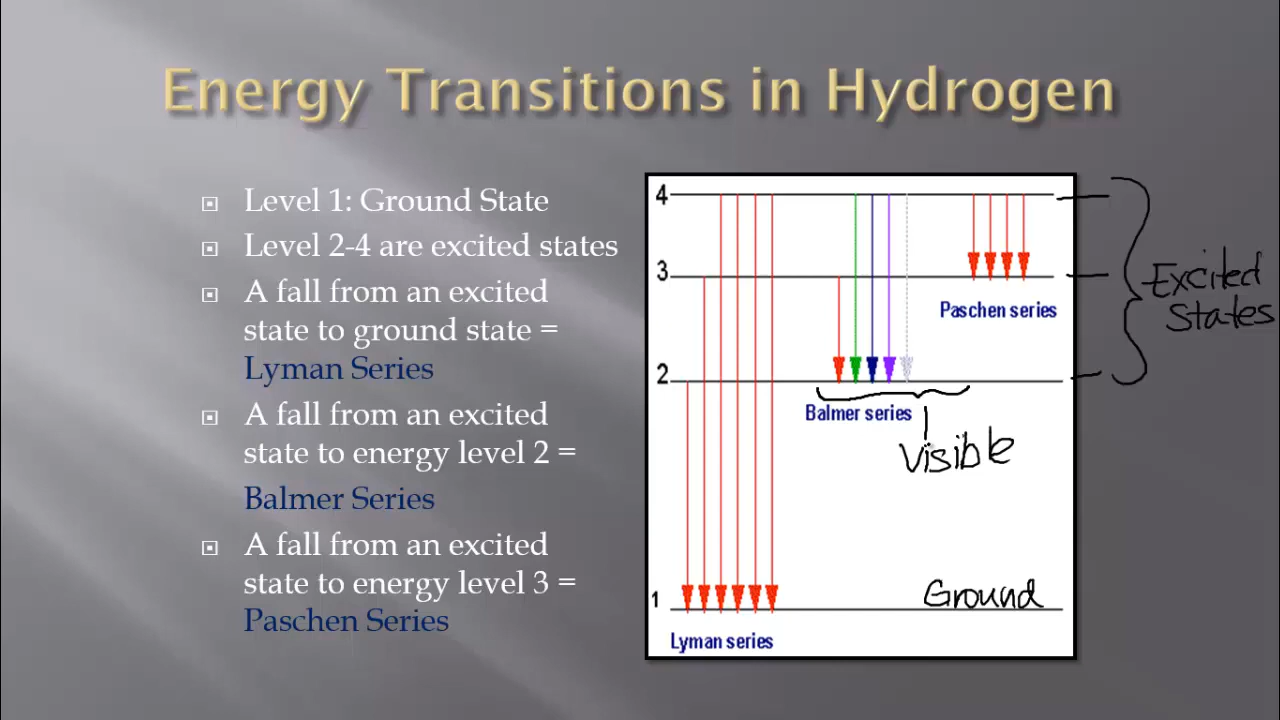 Energy Transitions in Hydrogen
Level 1: Ground State
Level 2-4 are excited states
A fall from an excited
state to ground state =
Lyman Series
A fall from an excited
state to energy level 2 =
Balmer Series
A fall from an excited
state to energy level 3 =
Paschen Series
4
3
Paschen series
2
Balmer series
Visible
1
Ground
Lyman series
Excited
States